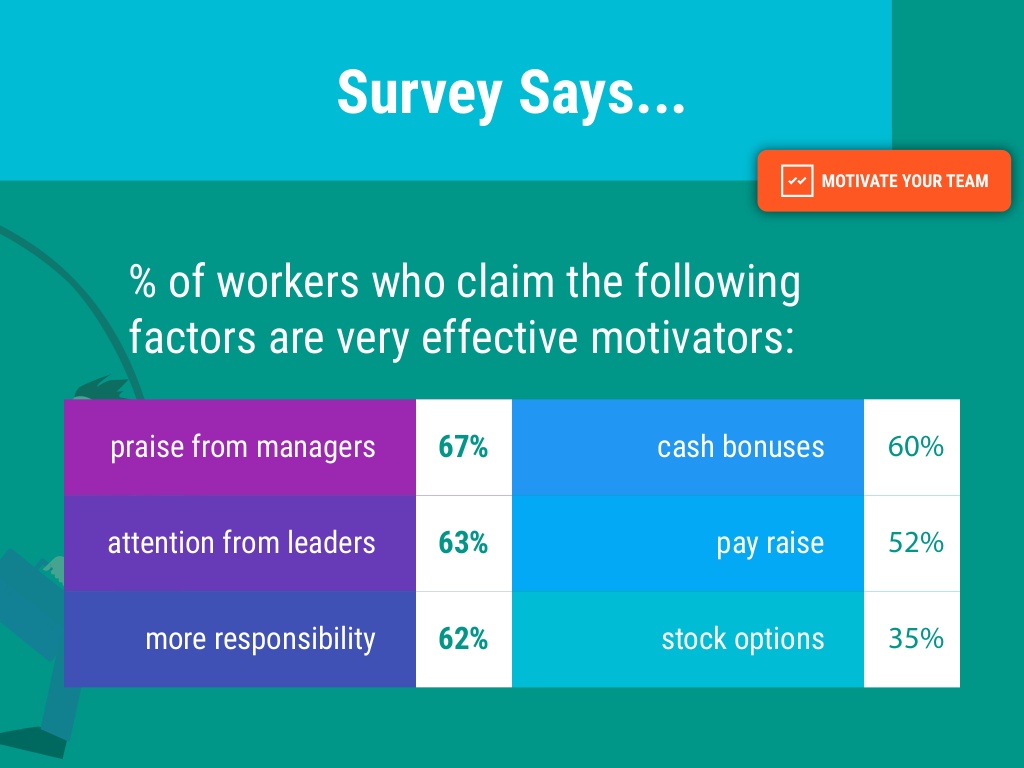 Survey Says...
MOTIVATE YOUR TEAM
% of workers who claim the following
factors are very effective motivators:
praise from managers 67% cash bonuses 60%
attention from leaders 63% pay raise 52%
more responsibility 62% stock options 35%